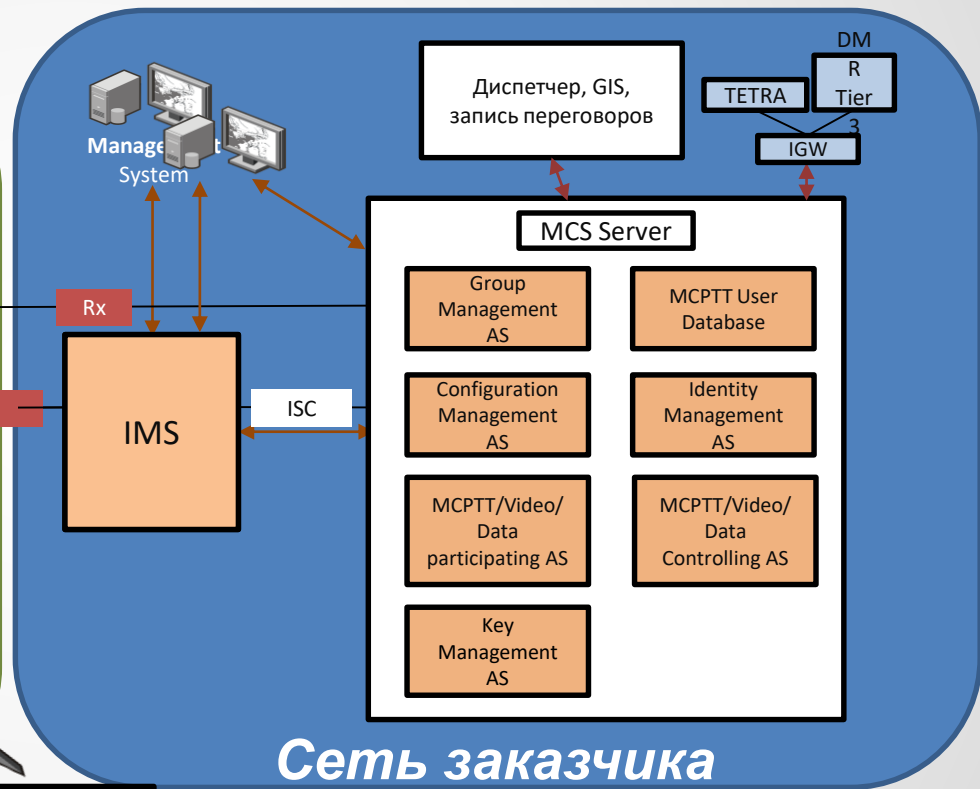 DM
R
Tier
3
TETRA
IGW
Диспетчер, GIS,
запись переговоров
System
MCS Server
Rx
Group
Management
AS
MCPTT User
Database
IMS
ISC
Configuration
Management
AS
Identity
Management
AS
MCPTT/Video/
Data
participating AS
MCPTT/Video/
Data
Controlling AS
Key
Management
AS
Сеть заказчика